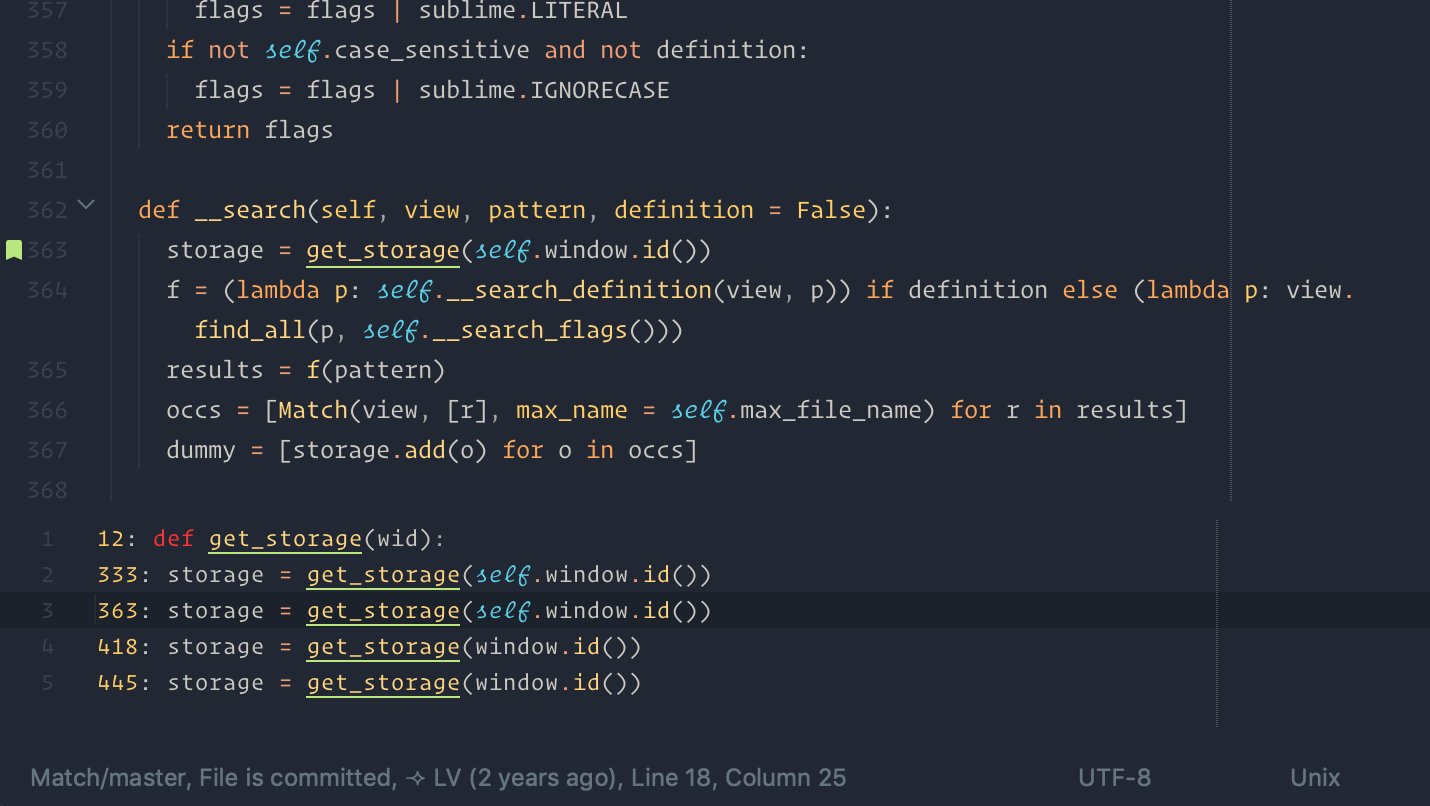 357 flags = flags | sublime.LITERAL
358 if not self.case_sensitive and not definition:
359 flags = flags | sublime.IGNORECASE
360 return flags
361
362 def __search(self, view, pattern, definition = False):
363 storage = get_storage(self.window.id())
364 f = (lambda p: self.__search_definition(view, p)) if definition else (lambda p: view.
find_all(p, self.__search_flags()))
365 results = f(pattern)
366 occs = [Match(view, [r], max_name = self.max_file_name) for r in results]
367 dummy = [storage.add(o) for o in occs]
368
1 12: def get_storage(wid):
2 333: storage = get_storage(self.window.id())
3 363: storage = get_storage(self.window.id())
4 418: storage = get_storage(window.id())
5 445: storage = get_storage(window.id())
Match/master, File is committed, ✧ LV (2 years ago), Line 18, Column 25 UTF-8 Unix